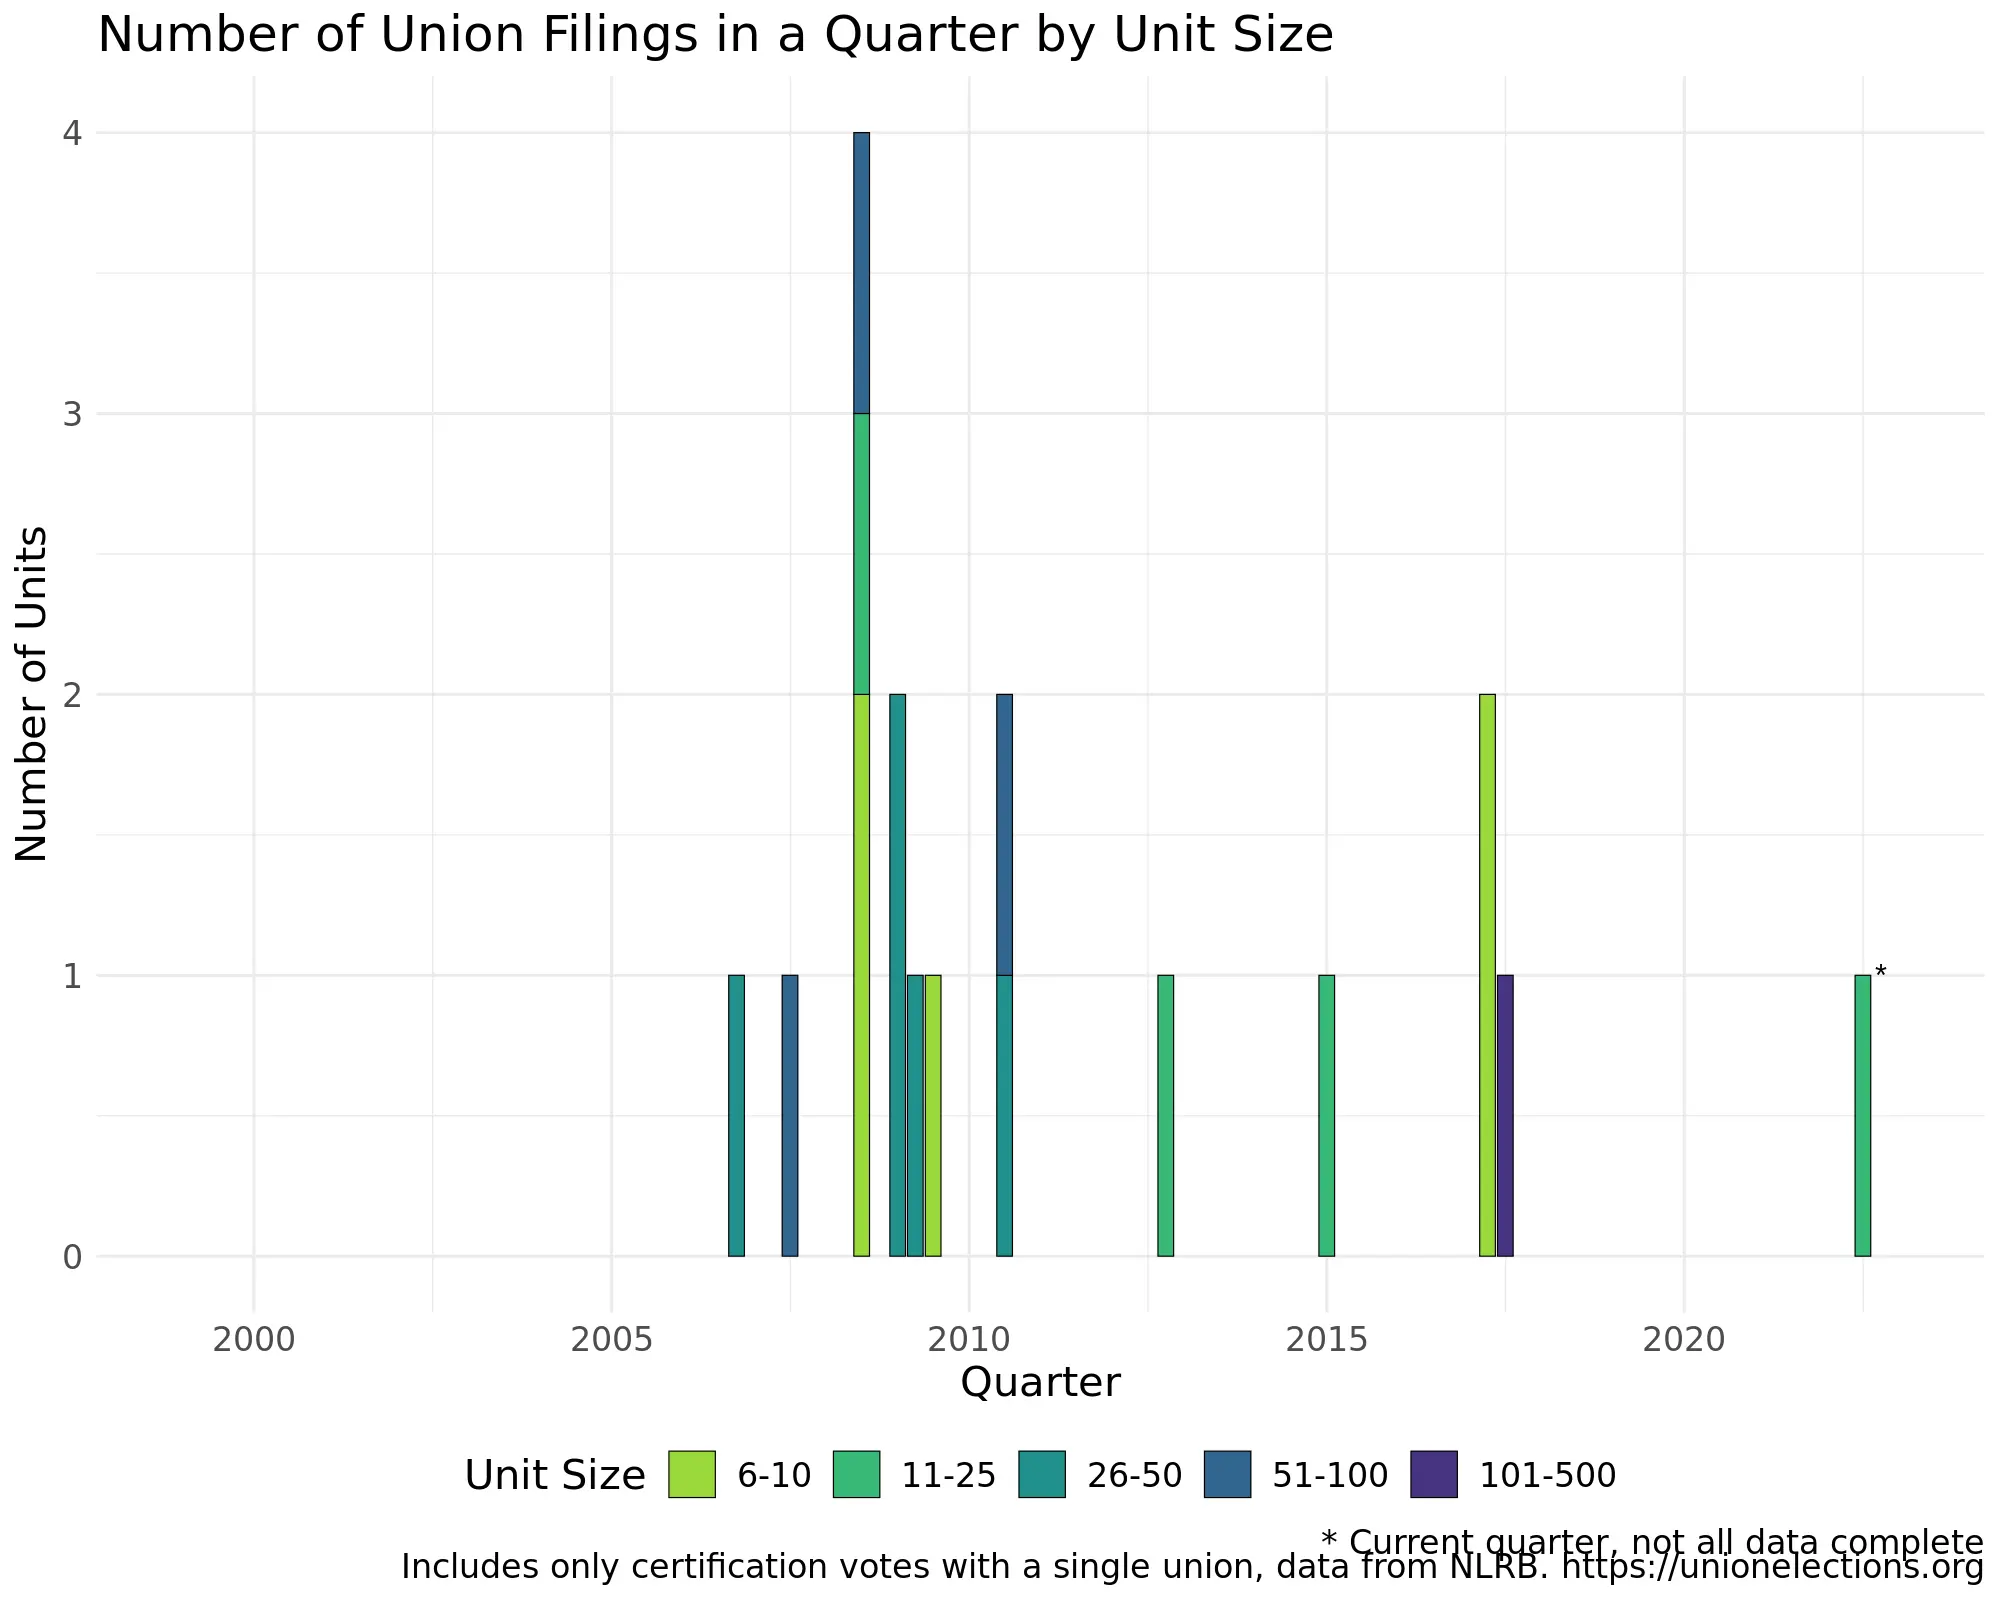 Number of Union Filings in a Quarter by Unit Size
Number of Units
4
3
2
1
0
*
2000 2005 2010 2015 2020
Quarter
Unit Size 6-10 11-25 26-50 51-100 101-500
* Current quarter, not all data complete
Includes only certification votes with a single union, data from NLRB. https://unionelections.org